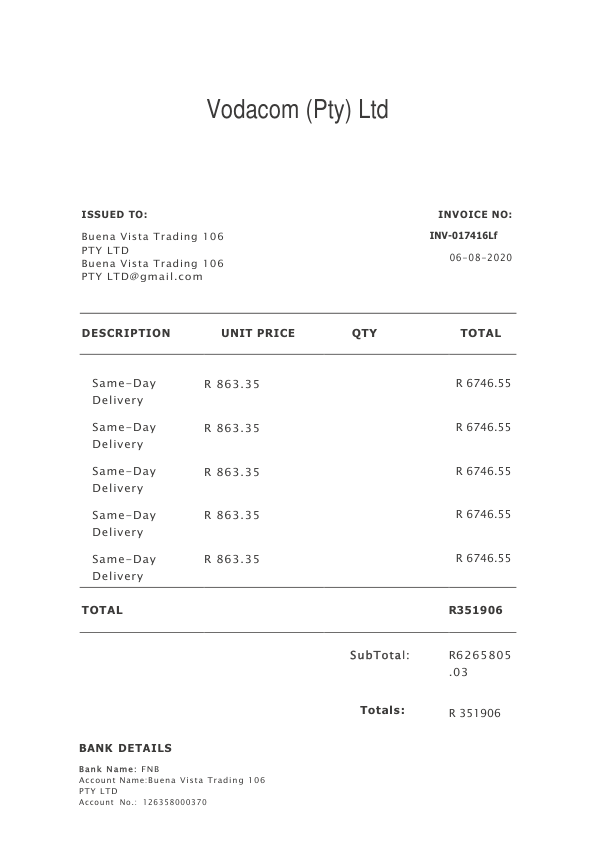 Vodacom (Pty) Ltd
ISSUED TO: INVOICE NO:
Buena Vista Trading 106 INV-017416Lf
PTY LTD 06-08-2020
Buena Vista Trading 106
PTY LTD@gmail.com
DESCRIPTION UNIT PRICE QTY TOTAL
Same-Day R 863.35 R 6746.55
Delivery
Same-Day R 863.35 R 6746.55
Delivery
Same-Day R 863.35 R 6746.55
Delivery
Same-Day R 863.35 R 6746.55
Delivery
Same-Day R 863.35 R 6746.55
Delivery
TOTAL R351906
SubTotal: R6265805
.03
Totals: R 351906
BANK DETAILS
Bank Name: FNB
Account Name:Buena Vista Trading 106
PTY LTD
Account No.: 126358000370